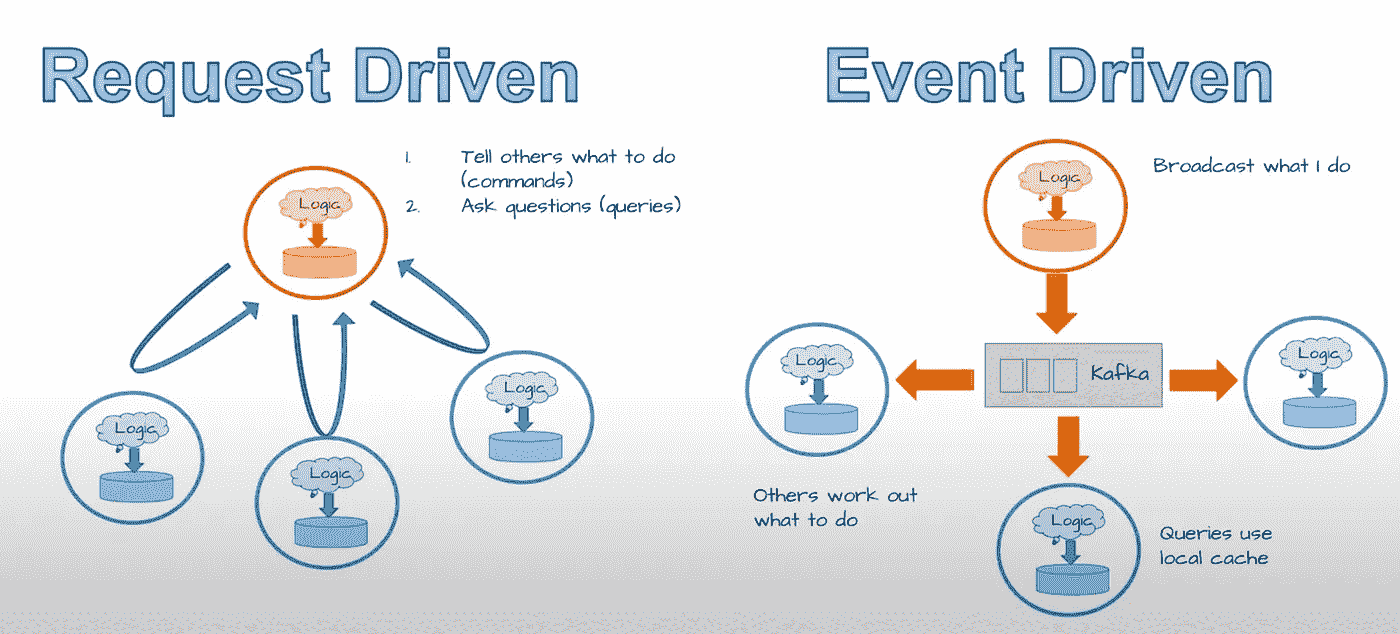 Request Driven
1. Tell others what to do
(commands)
2. Ask questions (queries)
Logic
Logic
Logic
Logic
Event Driven
Broadcast what I do
Logic
Logic
Kafka
Logic
Others work out
what to do
Logic
Queries use
local cache